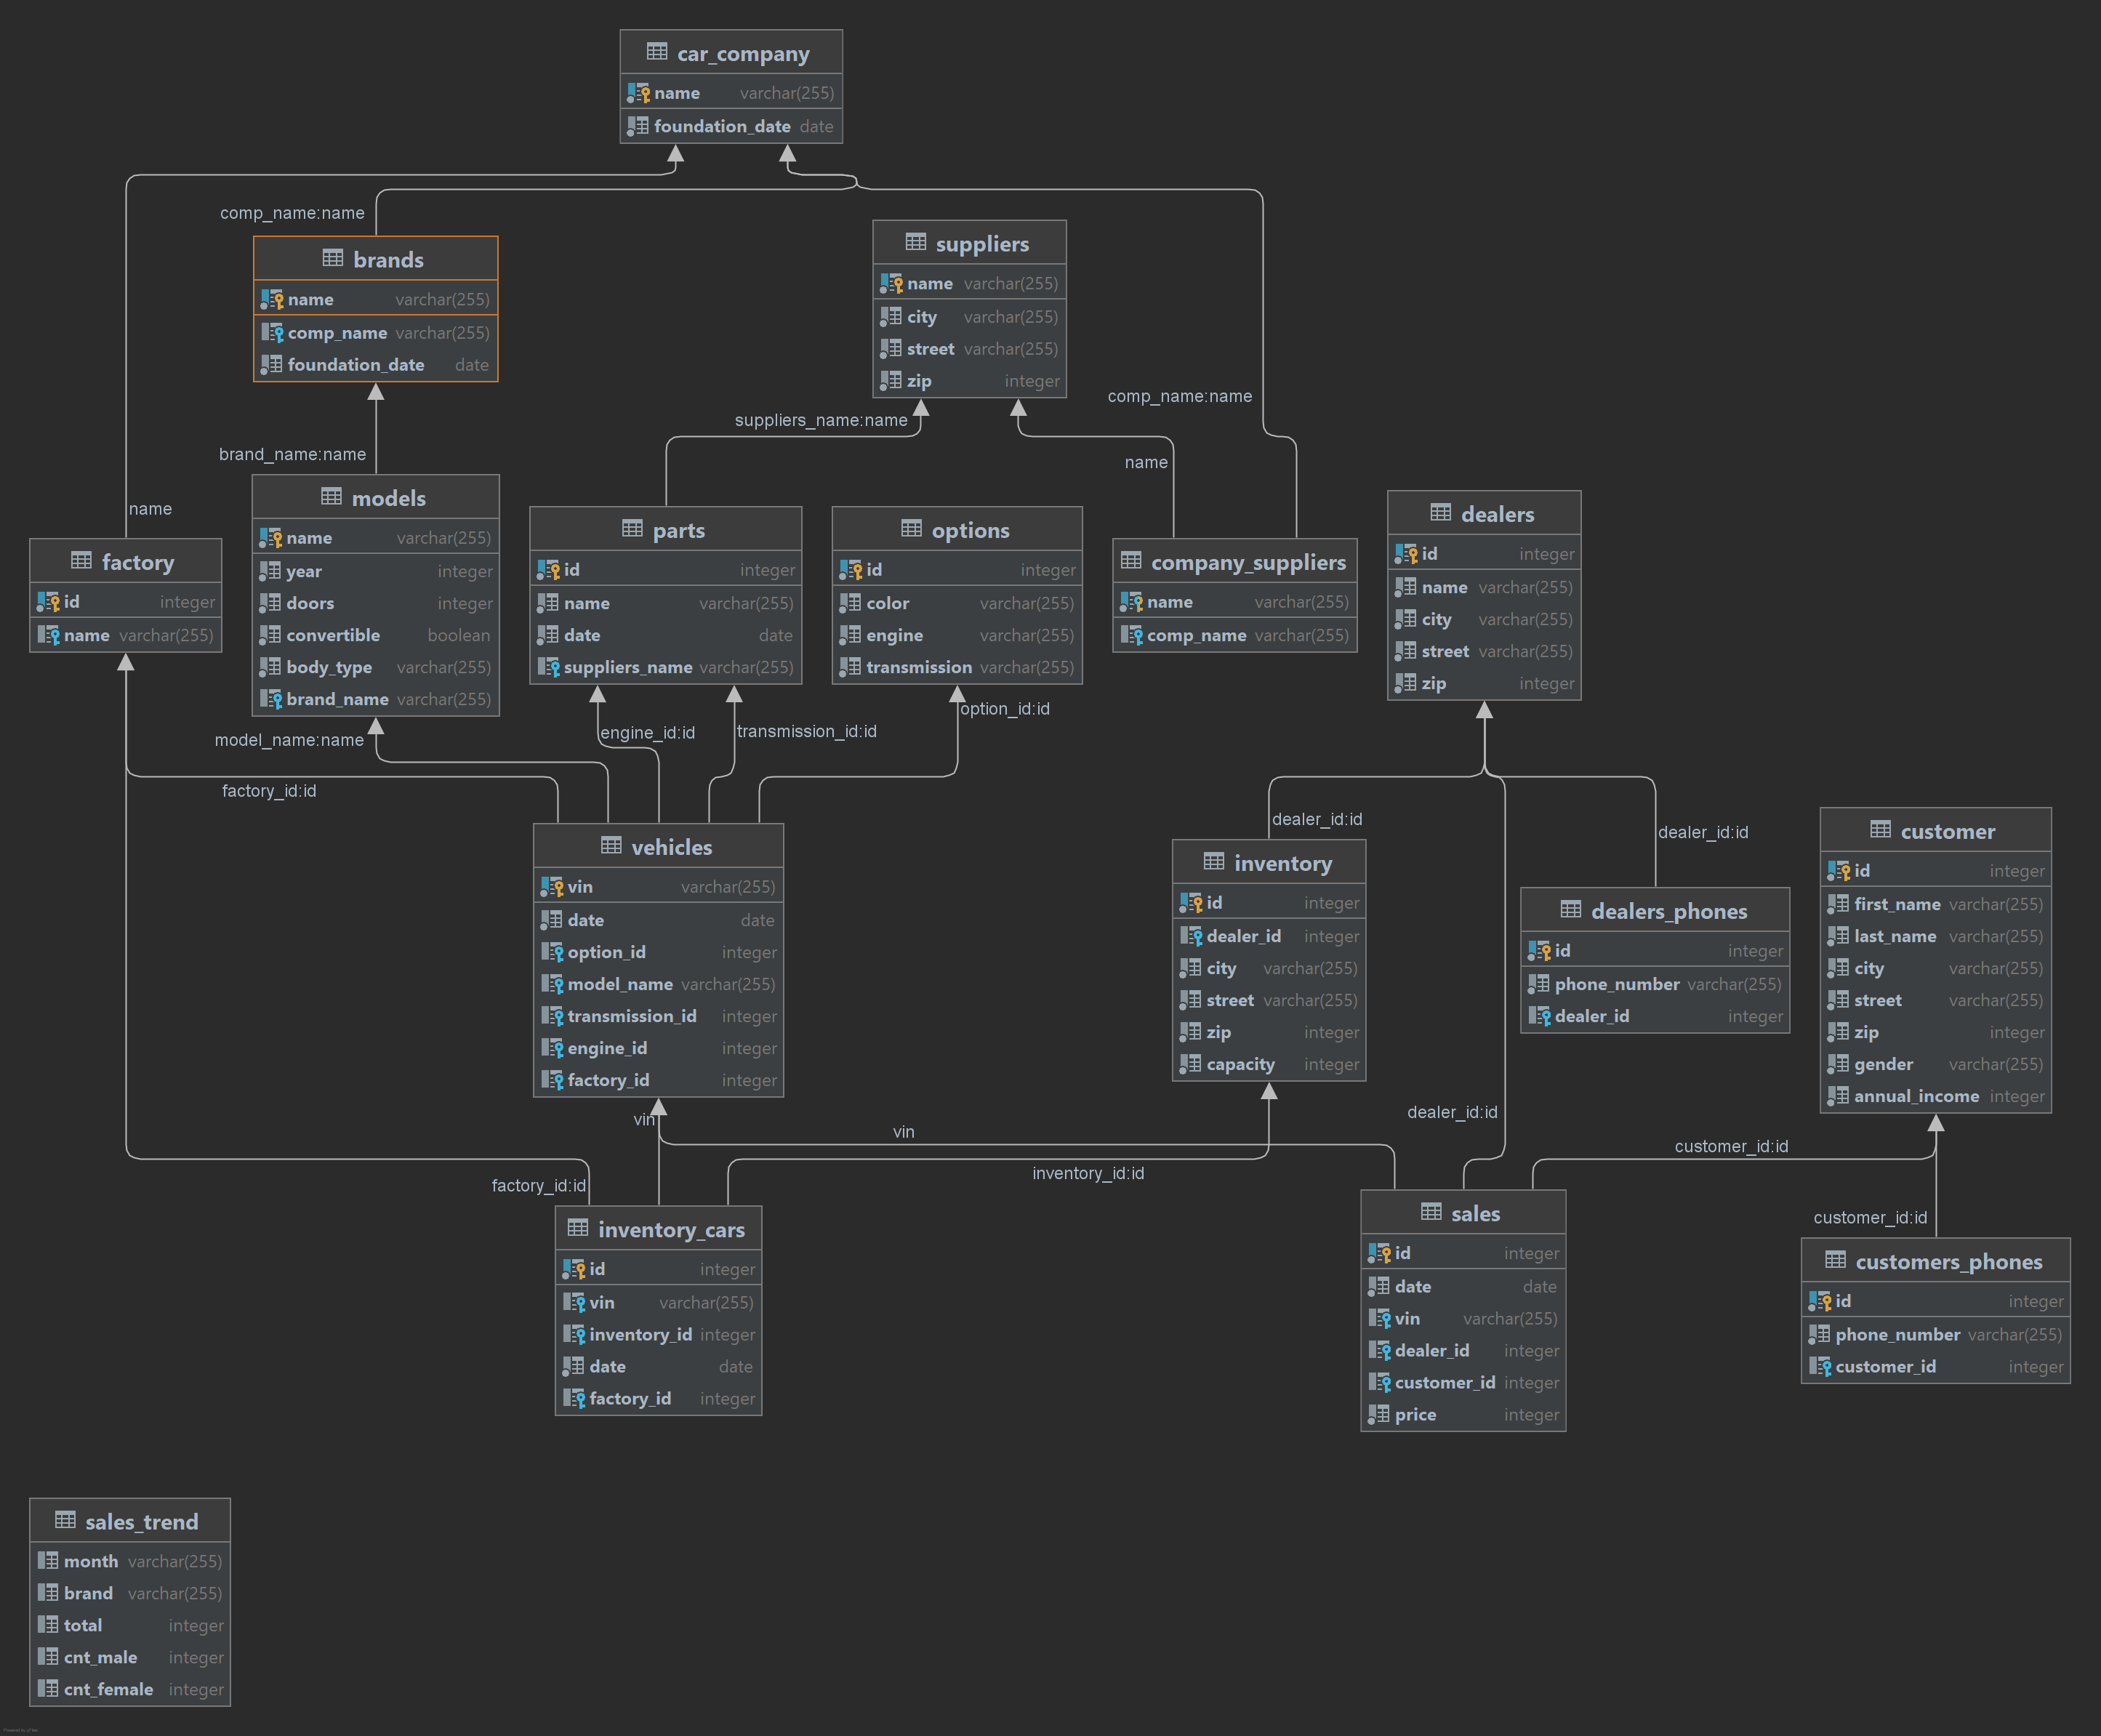 car_company
name varchar(255)
foundation_date date
comp_name:name
brands
name varchar(255)
comp_name varchar(255)
foundation_date date
suppliers
name varchar(255)
city varchar(255)
street varchar(255)
zip integer
comp_name:name
suppliers_name:name
brand_name:name
name
name
models
name varchar(255)
year integer
doors integer
convertible boolean
body_type varchar(255)
brand_name varchar(255)
factory
id integer
name varchar(255)
parts
id integer
name varchar(255)
date date
suppliers_name varchar(255)
options
id integer
color varchar(255)
engine varchar(255)
transmission varchar(255)
company_suppliers
name varchar(255)
comp_name varchar(255)
dealers
id integer
name varchar(255)
city varchar(255)
street varchar(255)
zip integer
model_name:name
engine_id:id
transmission_id:id
option_id:id
factory_id:id
dealer_id:id
dealer_id:id
vehicles
vin varchar(255)
date date
option_id integer
model_name varchar(255)
transmission_id integer
engine_id integer
factory_id integer
inventory
id integer
dealer_id integer
city varchar(255)
street varchar(255)
zip integer
capacity integer
dealers_phones
id integer
phone_number varchar(255)
dealer_id integer
customer
id integer
first_name varchar(255)
last_name varchar(255)
city varchar(255)
street varchar(255)
zip integer
gender varchar(255)
annual_income integer
vin
vin
dealer_id:id
customer_id:id
factory_id:id
inventory_id:id
customer_id:id
inventory_cars
id integer
vin varchar(255)
inventory_id integer
date date
factory_id integer
sales
id integer
date date
vin varchar(255)
dealer_id integer
customer_id integer
price integer
customers_phones
id integer
phone_number varchar(255)
customer_id integer
sales_trend
month varchar(255)
brand varchar(255)
total integer
cnt_male integer
cnt_female integer